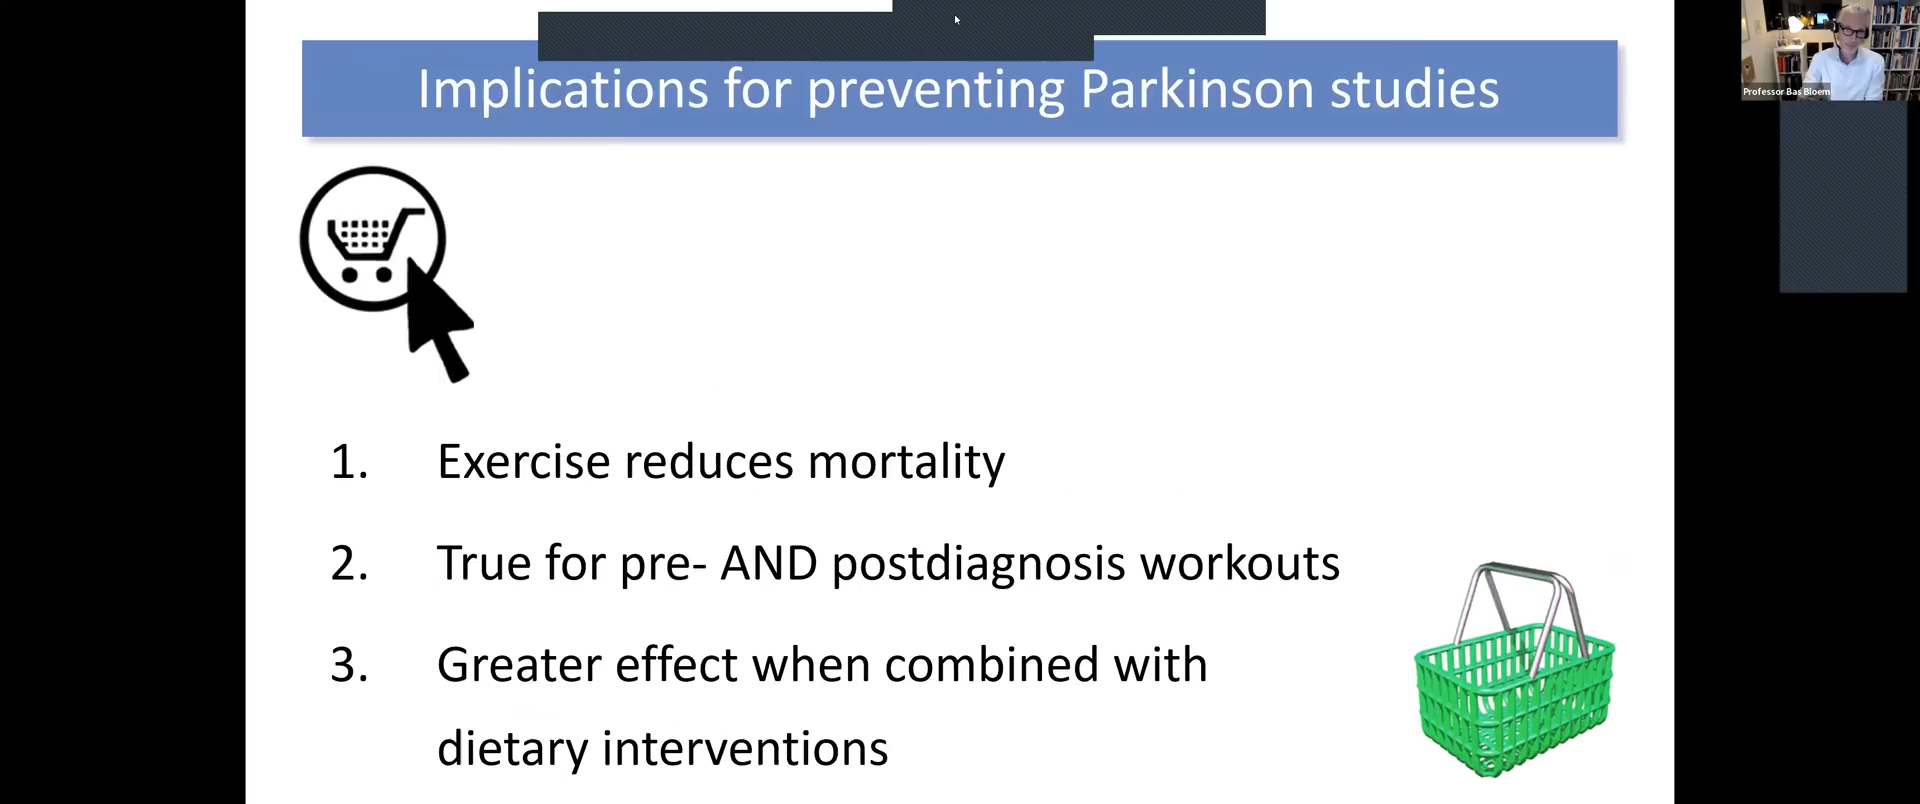 Implications for preventing Parkinson studies
Professor Bas Bloem
1. Exercise reduces mortality
2. True for pre- AND postdiagnosis workouts
3. Greater effect when combined with
dietary interventions